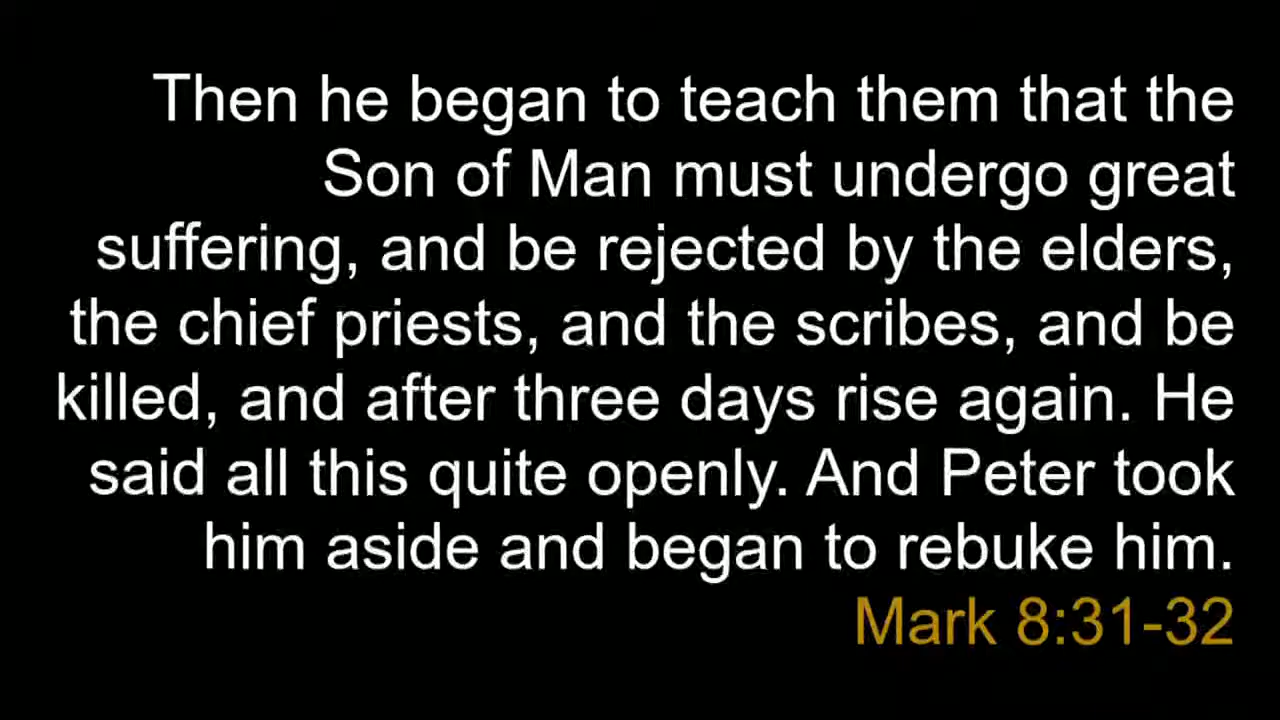 Then he began to teach them that the
Son of Man must undergo great
suffering, and be rejected by the elders,
the chief priests, and the scribes, and be
killed, and after three days rise again. He
said all this quite openly. And Peter took
him aside and began to rebuke him.
Mark 8:31-32